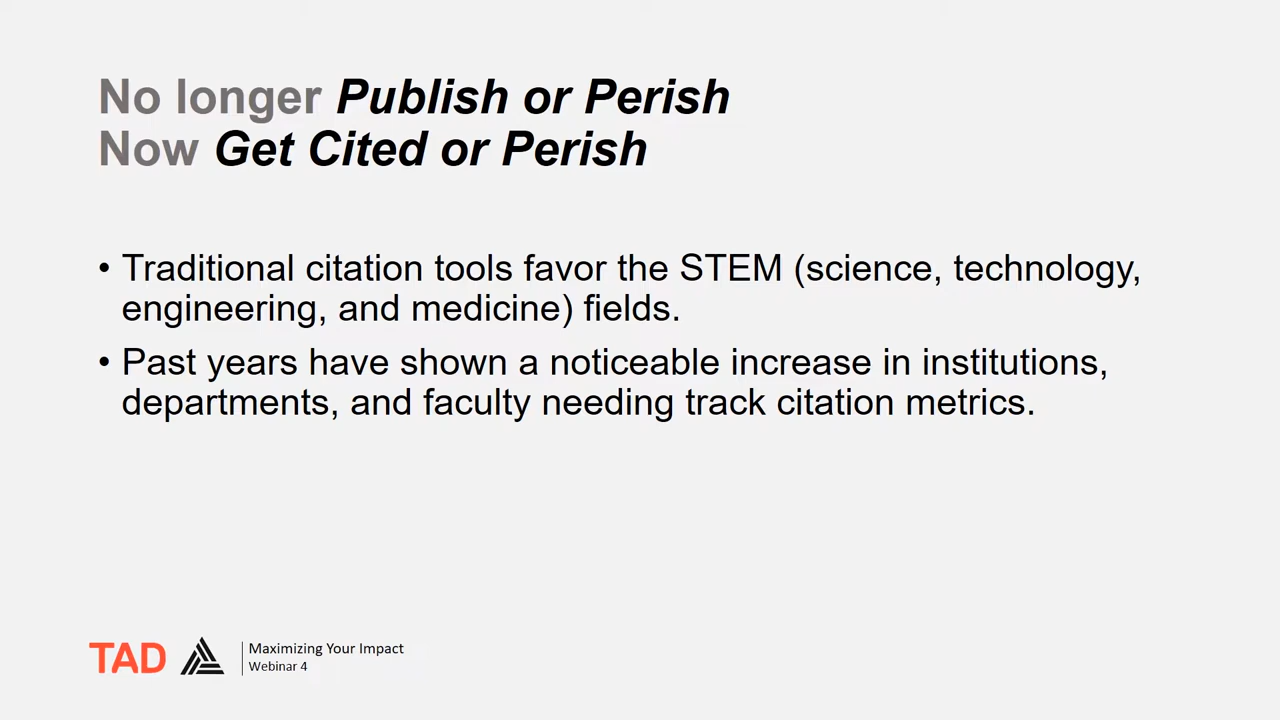 No longer Publish or Perish
Now Get Cited or Perish
• Traditional citation tools favor the STEM (science, technology,
engineering, and medicine) fields.
• Past years have shown a noticeable increase in institutions,
departments, and faculty needing track citation metrics.
TAD
Maximizing Your Impact
Webinar 4